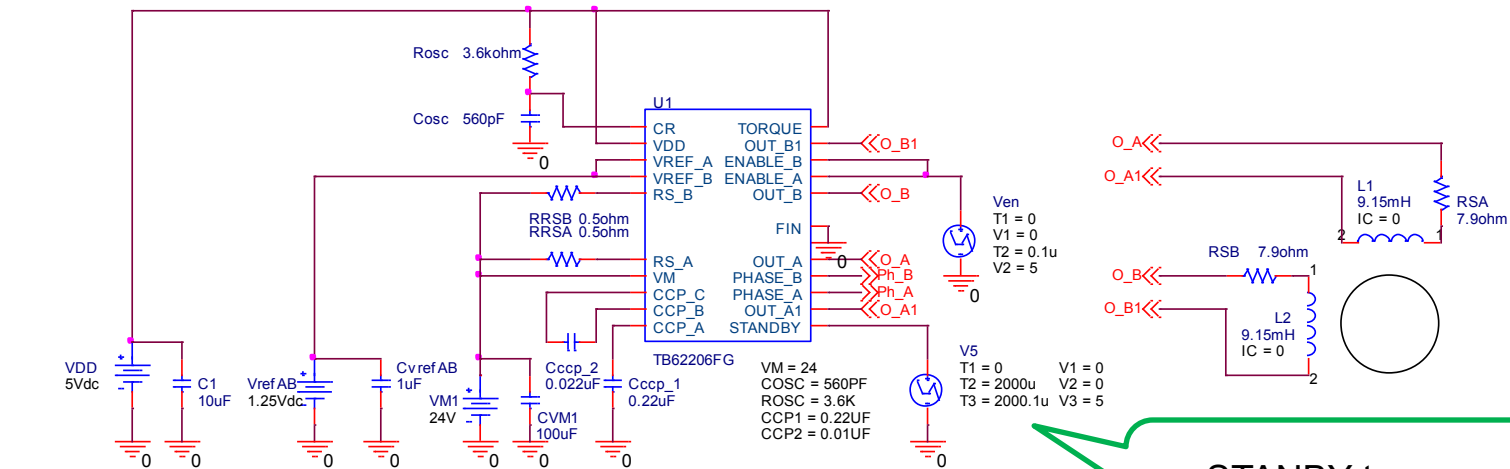 Rosc 3.6kohm
Cosc 560pF
0
U1
CR
VDD
VREF_A
VREF_B
RS_B
RS_A
VM
CCP_C
CCP_B
CCP_A
TORQUE
OUT_B1
ENABLE_B
ENABLE_A
OUT_B
FIN
OUT_A
PHASE_B
PHASE_A
OUT_A1
STANDBY
TB62206FG
RRSB 0.5ohm
RRSA 0.5ohm
O_B1
O_B
0
O_A
Ph_B
Ph_A
O_A1
Ven
T1 = 0
V1 = 0
T2 = 0.1u
V2 = 5
0
O_A
O_A1
L1
9.15mH
IC = 0
2
1
RSA
7.9ohm
RSB 7.9ohm
O_B
O_B1
1
L2
9.15mH
IC = 0
2
VDD
5Vdc
+
-
0
C1
10uF
0
VrefAB
1.25Vdc
+
-
0
CvrefAB
1uF
0
VM1
24V
+
-
0
CVM1
100uF
0
Cccp_2
0.022uF
Cccp_1
0.22uF
0
VM = 24
COSC = 560PF
ROSC = 3.6K
CCP1 = 0.22UF
CCP2 = 0.01UF
V5
T1 = 0 V1 = 0
T2 = 2000u V2 = 0
T3 = 2000.1u V3 = 5
0